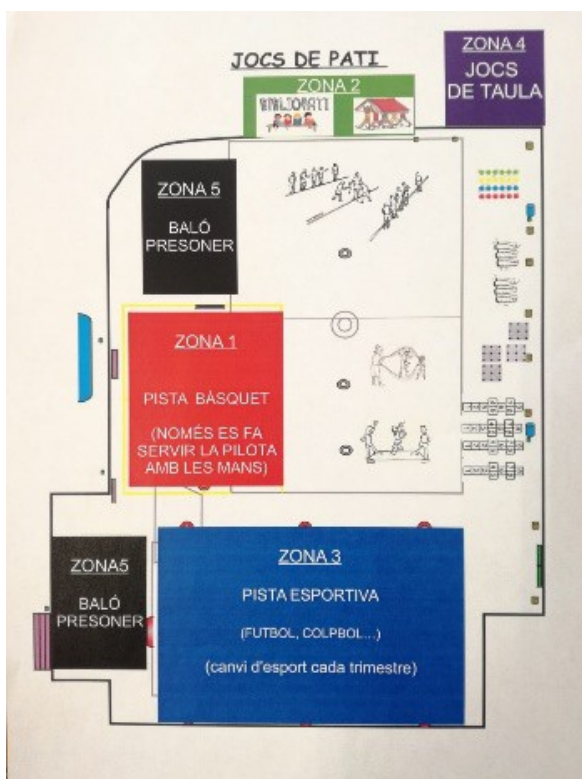 JOCS DE PATI
ZONA 4
JOCS
DE TAULA
ZONA 2
BIBLIOPATI
ZONA 5
BALÓ
PRESONER
ZONA 1
PISTA BÀSQUET
(NOMÉS ES FA
SERVIR LA PILOTA
AMB LES MANS)
ZONA5
BALÓ
PRESONER
ZONA 3
PISTA ESPORTIVA
(FUTBOL, COLPBOL...)
(canvi d'esport cada trimestre)